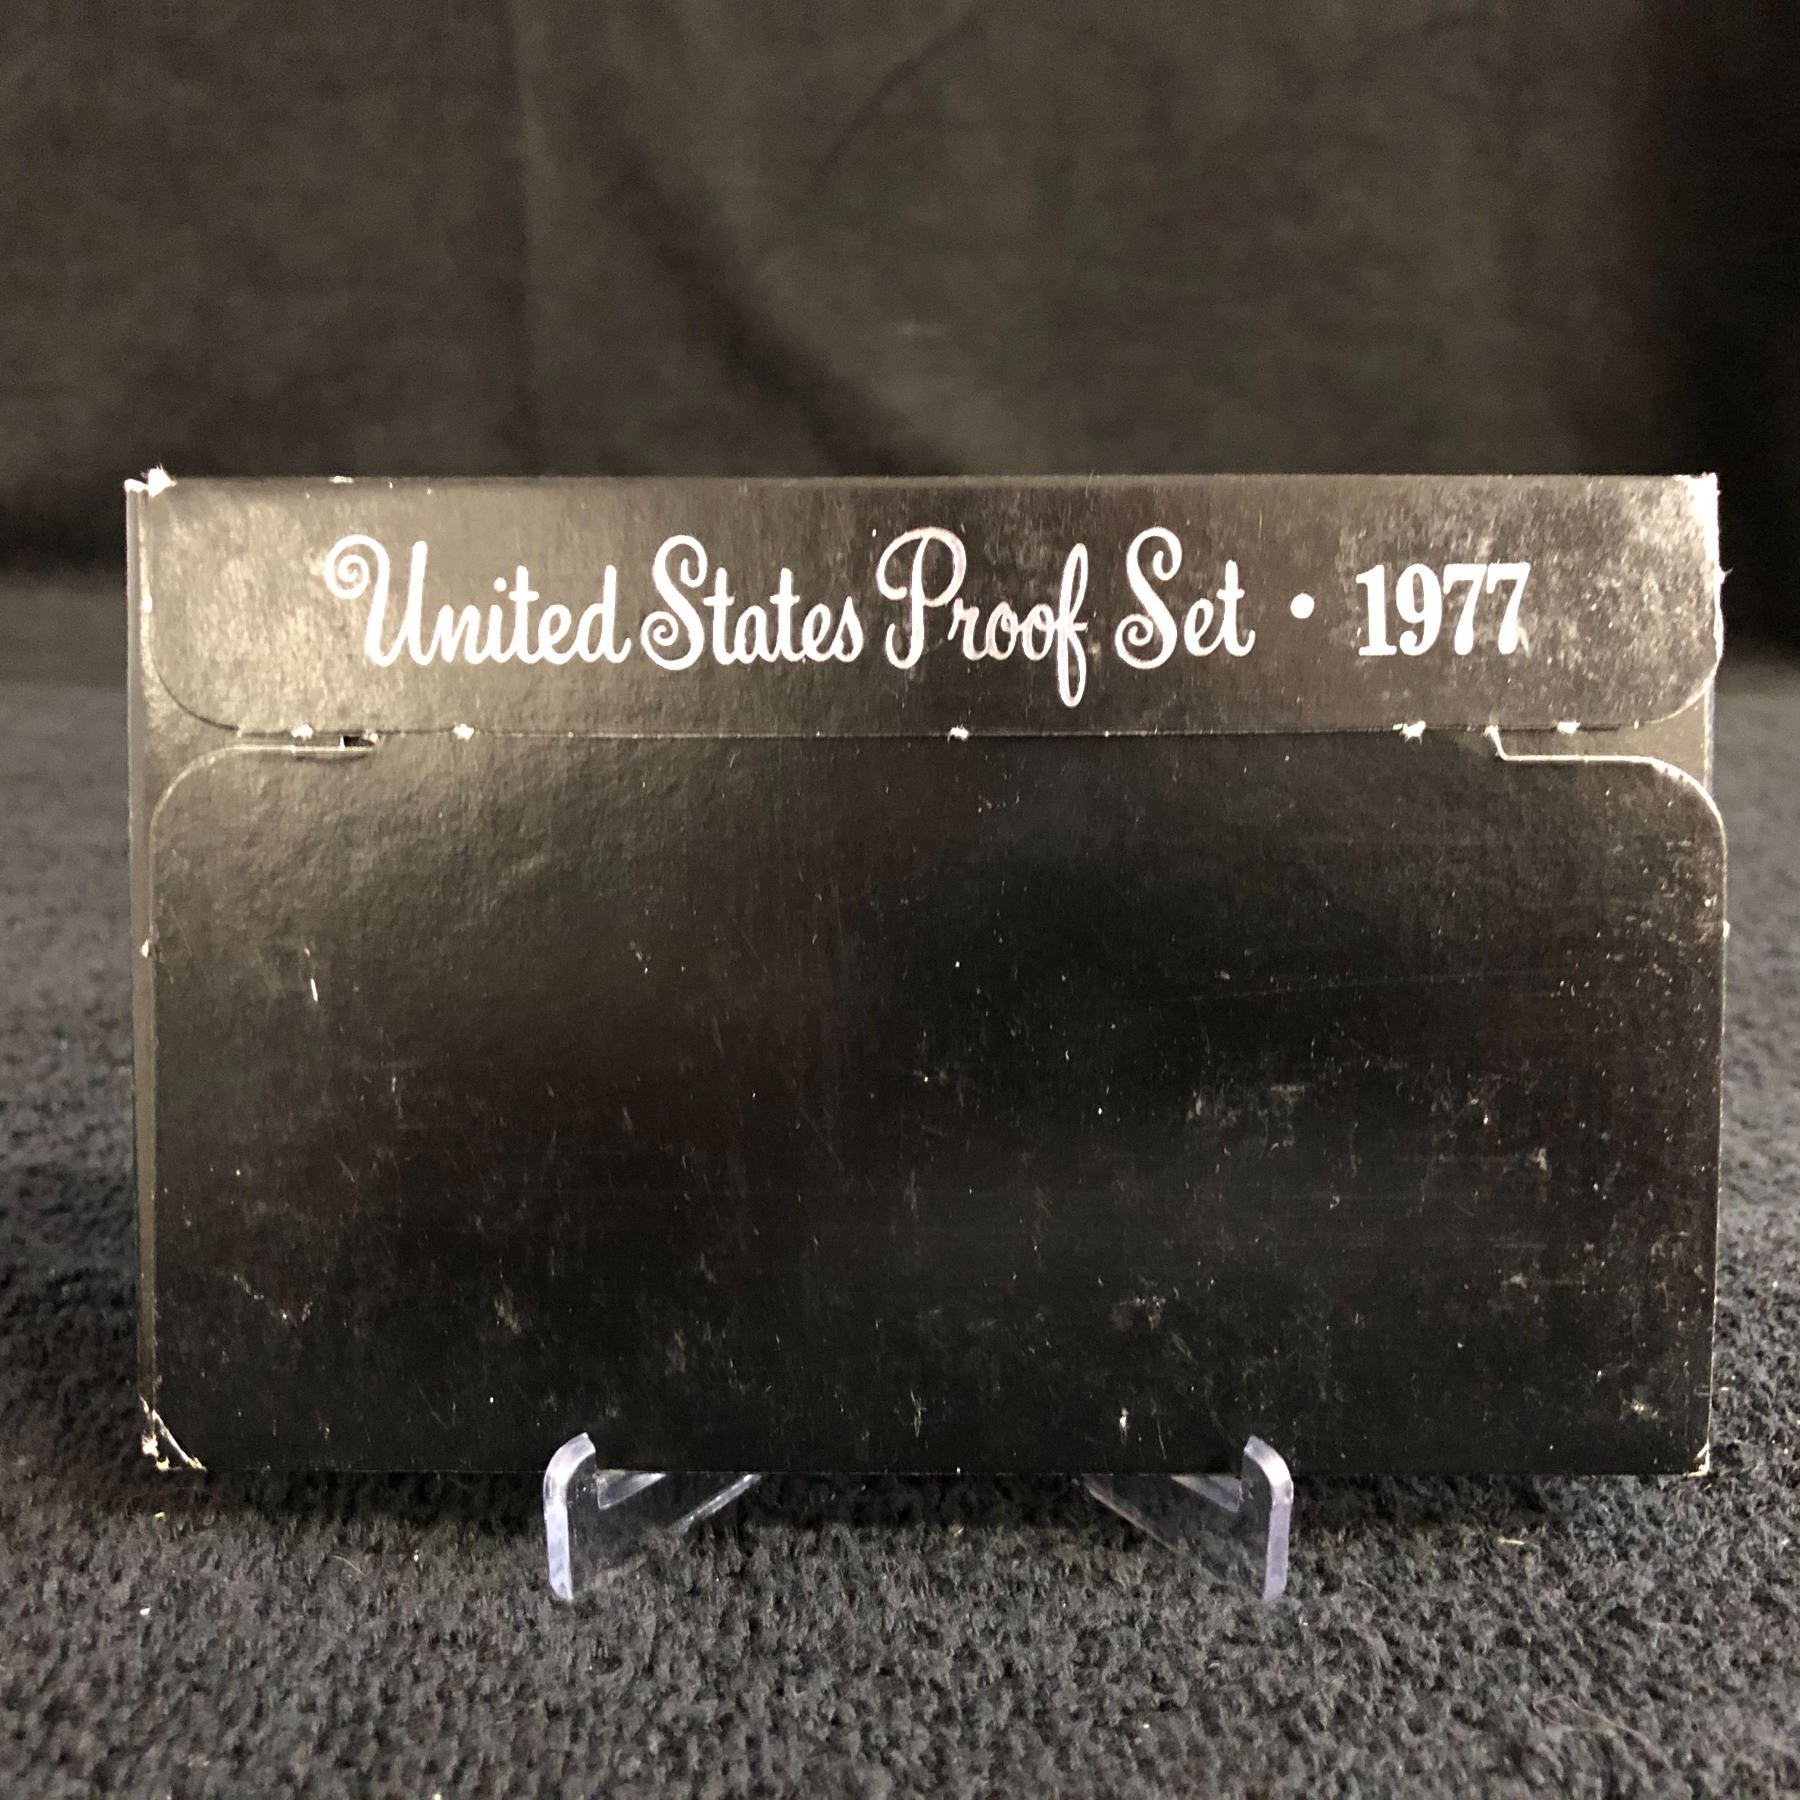 United States Proof Set • 1977